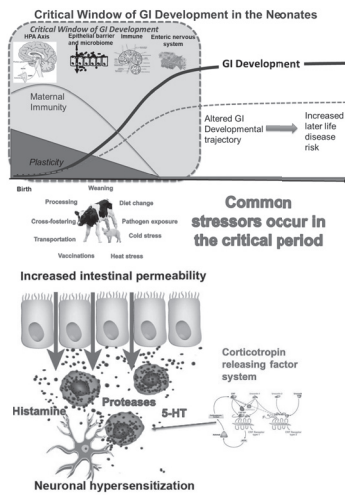 Critical Window of GI Development in the Neonates
Critical Window of GI Development
HPA Axis
Epithelial barrier
and microbiome
Immune
Enteric nervous
system
GI Development
Maternal
Immunity
Altered GI
Developmental
trajectory
Increased
later life
disease
risk
Plasticity
Birth
Weaning
Processing
Diet change
Cross-fostering
Pathogen exposure
Transportation
Cold stress
Vaccinations
Heat stress
Common
stressors occur in
the critical period
Increased intestinal permeability
Corticotropin
releasing factor
system
Histamine
Proteases
5-HT
Neuronal hypersensitization